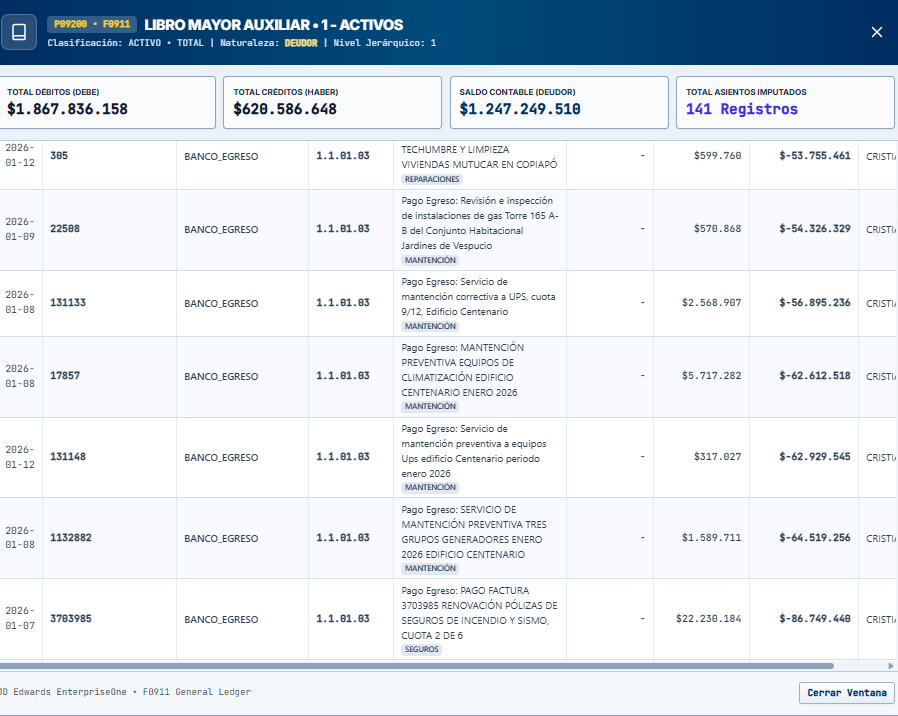 P09200 • F0911 LIBRO MAYOR AUXILIAR • 1 - ACTIVOS
Clasificación: ACTIVO • TOTAL | Naturaleza: DEUDOR | Nivel Jerárquico: 1
TOTAL DÉBITOS (DEBE)
$1.867.836.158
TOTAL CRÉDITOS (HABER)
$620.586.648
SALDO CONTABLE (DEUDOR)
$1.247.249.510
TOTAL ASIENTOS IMPUTADOS
141 Registros
2026-
01-12
305
BANCO_EGRESO
1.1.01.03
TECHUMBRE Y LIMPIEZA
VIVIENDAS MUTUCAR EN COPIAPÓ
REPARACIONES
-
$599.760
$-53.755.461
CRISTI
2026-
01-09
22508
BANCO_EGRESO
1.1.01.03
Pago Egreso: Revisión e inspección
de instalaciones de gas Torre 165 A-
B del Conjunto Habitacional
Jardines de Vespucio
MANTENCIÓN
-
$570.868
$-54.326.329
CRISTI
2026-
01-08
131133
BANCO_EGRESO
1.1.01.03
Pago Egreso: Servicio de
mantención correctiva a UPS, cuota
9/12, Edificio Centenario
MANTENCIÓN
-
$2.568.907
$-56.895.236
CRISTI
2026-
01-08
17857
BANCO_EGRESO
1.1.01.03
Pago Egreso: MANTENCIÓN
PREVENTIVA EQUIPOS DE
CLIMATIZACIÓN EDIFICIO
CENTENARIO ENERO 2026
MANTENCIÓN
-
$5.717.282
$-62.612.518
CRISTI
2026-
01-12
131148
BANCO_EGRESO
1.1.01.03
Pago Egreso: Servicio de
mantención preventiva a equipos
Ups edificio Centenario periodo
enero 2026
MANTENCIÓN
-
$317.027
$-62.929.545
CRISTI
2026-
01-08
1132882
BANCO_EGRESO
1.1.01.03
Pago Egreso: SERVICIO DE
MANTENCIÓN PREVENTIVA TRES
GRUPOS GENERADORES ENERO
2026 EDIFICIO CENTENARIO
MANTENCIÓN
-
$1.589.711
$-64.519.256
CRISTI
2026-
01-07
3703985
BANCO_EGRESO
1.1.01.03
Pago Egreso: PAGO FACTURA
3703985 RENOVACIÓN PÓLIZAS DE
SEGUROS DE INCENDIO Y SISMO,
CUOTA 2 DE 6
SEGUROS
-
$22.230.184
$-86.749.440
CRISTI
JD Edwards EnterpriseOne • F0911 General Ledger
Cerrar Ventana